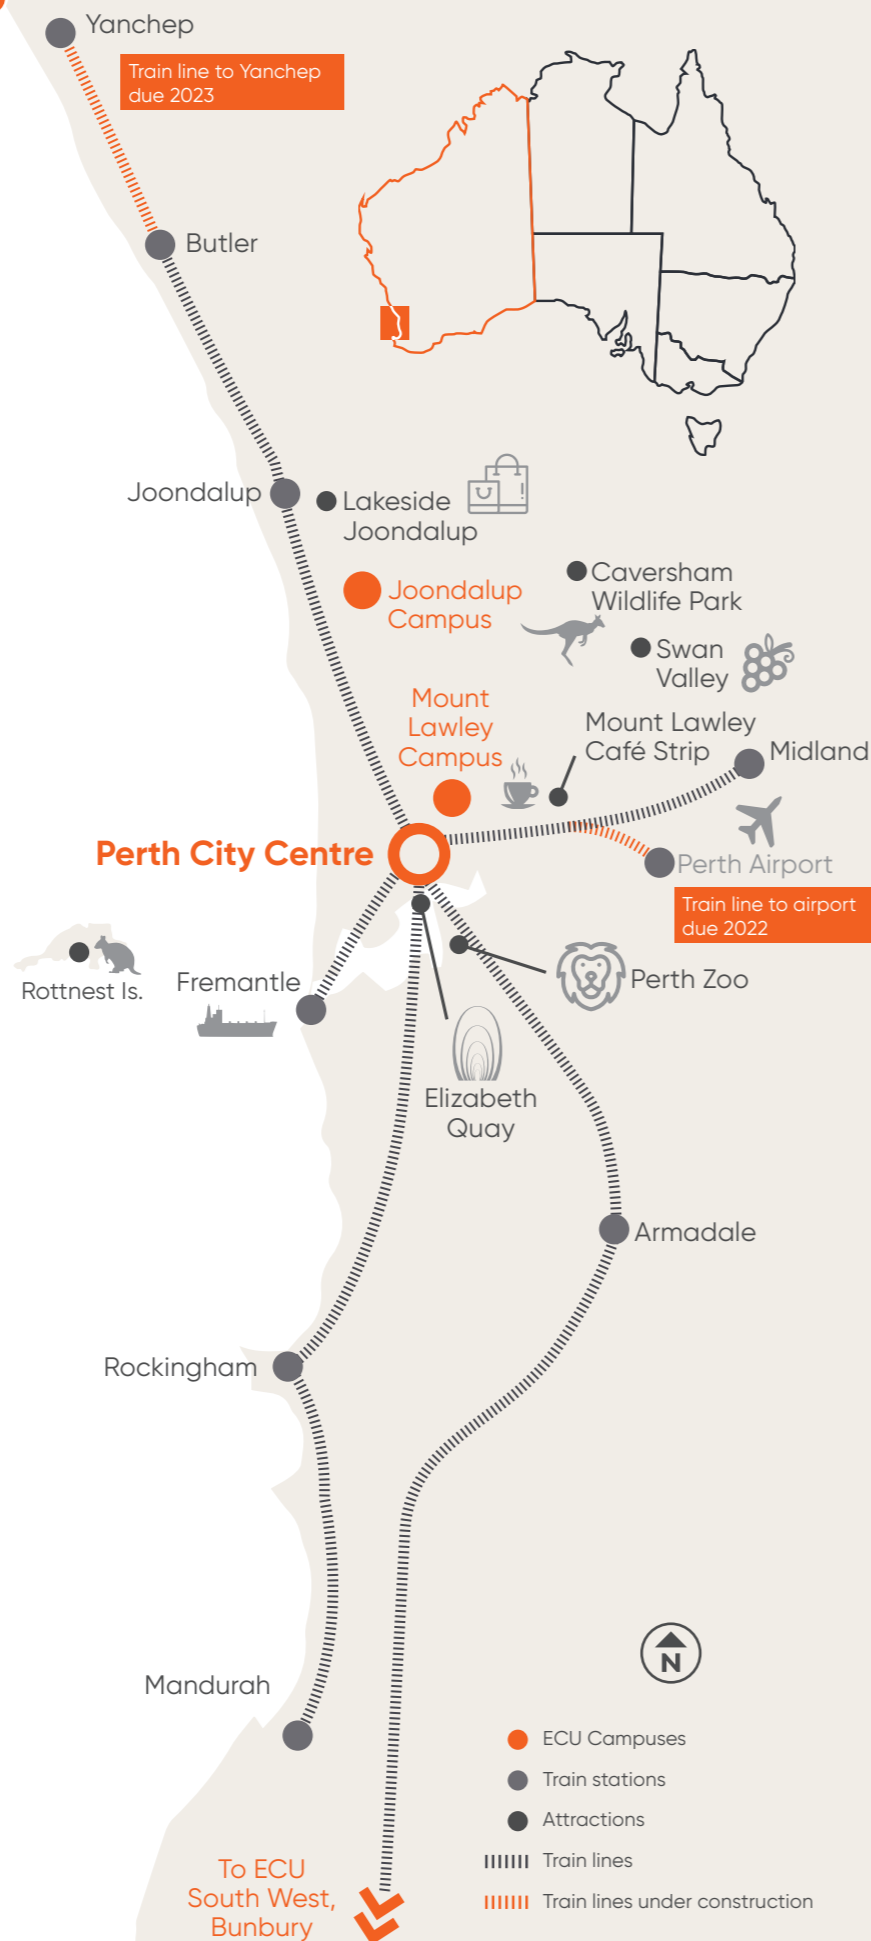 Yanchep
Train line to Yanchep
due 2023
Butler
Joondalup
Lakeside
Joondalup
Joondalup
Campus
Caversham
Wildlife Park
Swan
Valley
Mount
Lawley
Campus
Mount Lawley
Café Strip
Midland
Perth City Centre
Perth Airport
Train line to airport
due 2022
Rottnest Is.
Fremantle
Perth Zoo
Elizabeth
Quay
Armadale
Rockingham
N
Mandurah
ECU Campuses
Train stations
Attractions
Train lines
Train lines under construction
To ECU
South West,
Bunbury